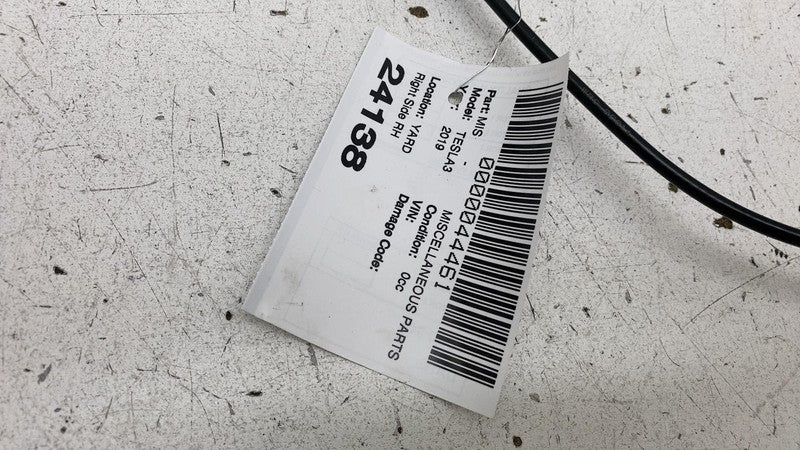 0000044461
Part: MIS - MISCELLANEOUS PARTS
Model: TESLA3 Condition: 0cc
2019 VIN:
Location: YARD Damage Code:
Right Side RH
24138